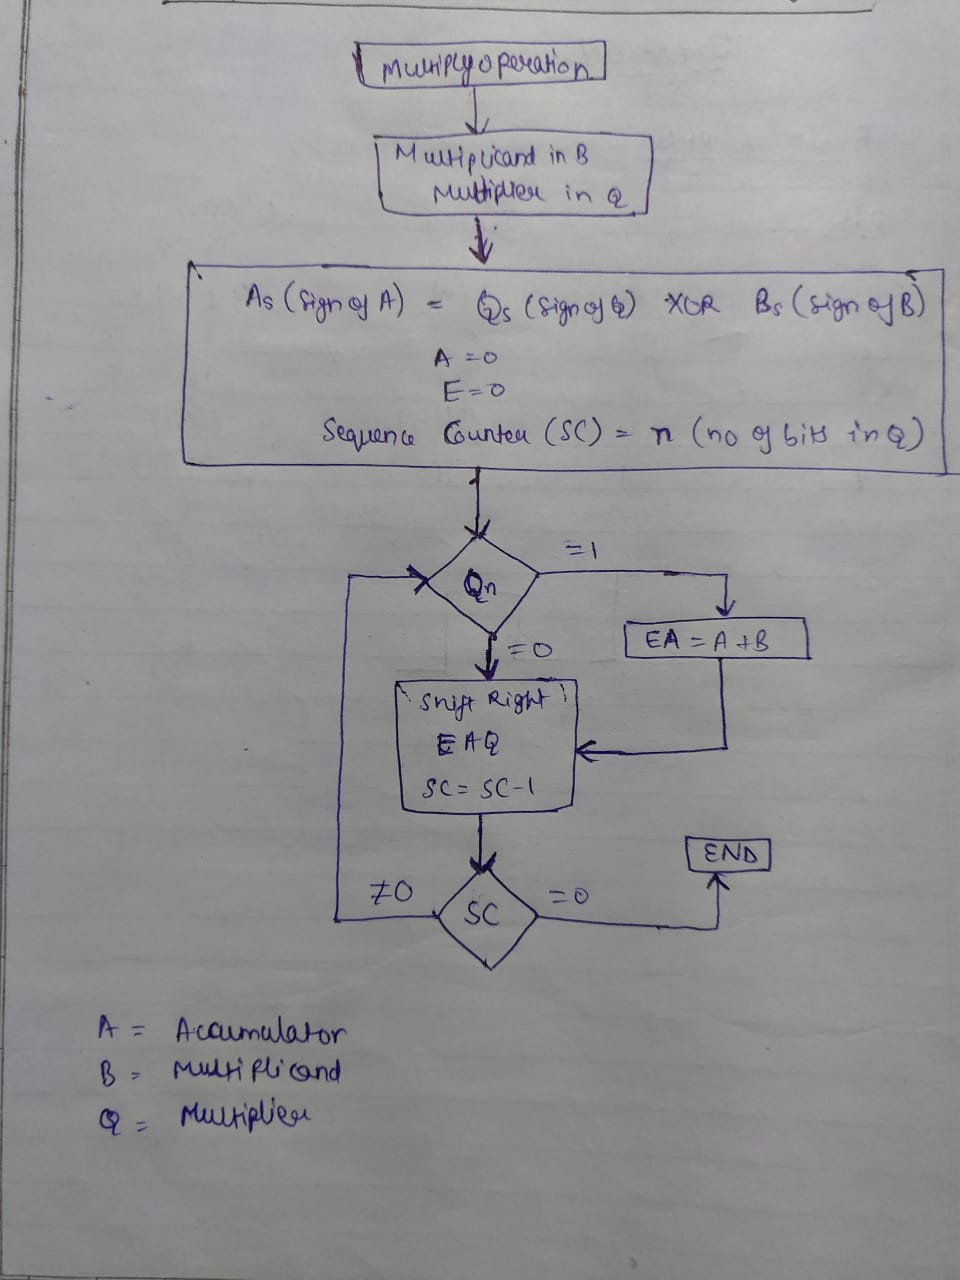 Multiply operation
Multiplicand in B
Multiplier in Q
As (Sign of A) = Qs (Sign of Q) XOR Bs (Sign of B)
A = 0
E = 0
Sequence Counter (SC) = n (no of bits in Q)
Qn
=1
EA = A + B
=0
Shift Right
EAQ
SC = SC-1
END
≠0
SC
=0
A = Accumulator
B = Multiplicand
Q = Multiplier